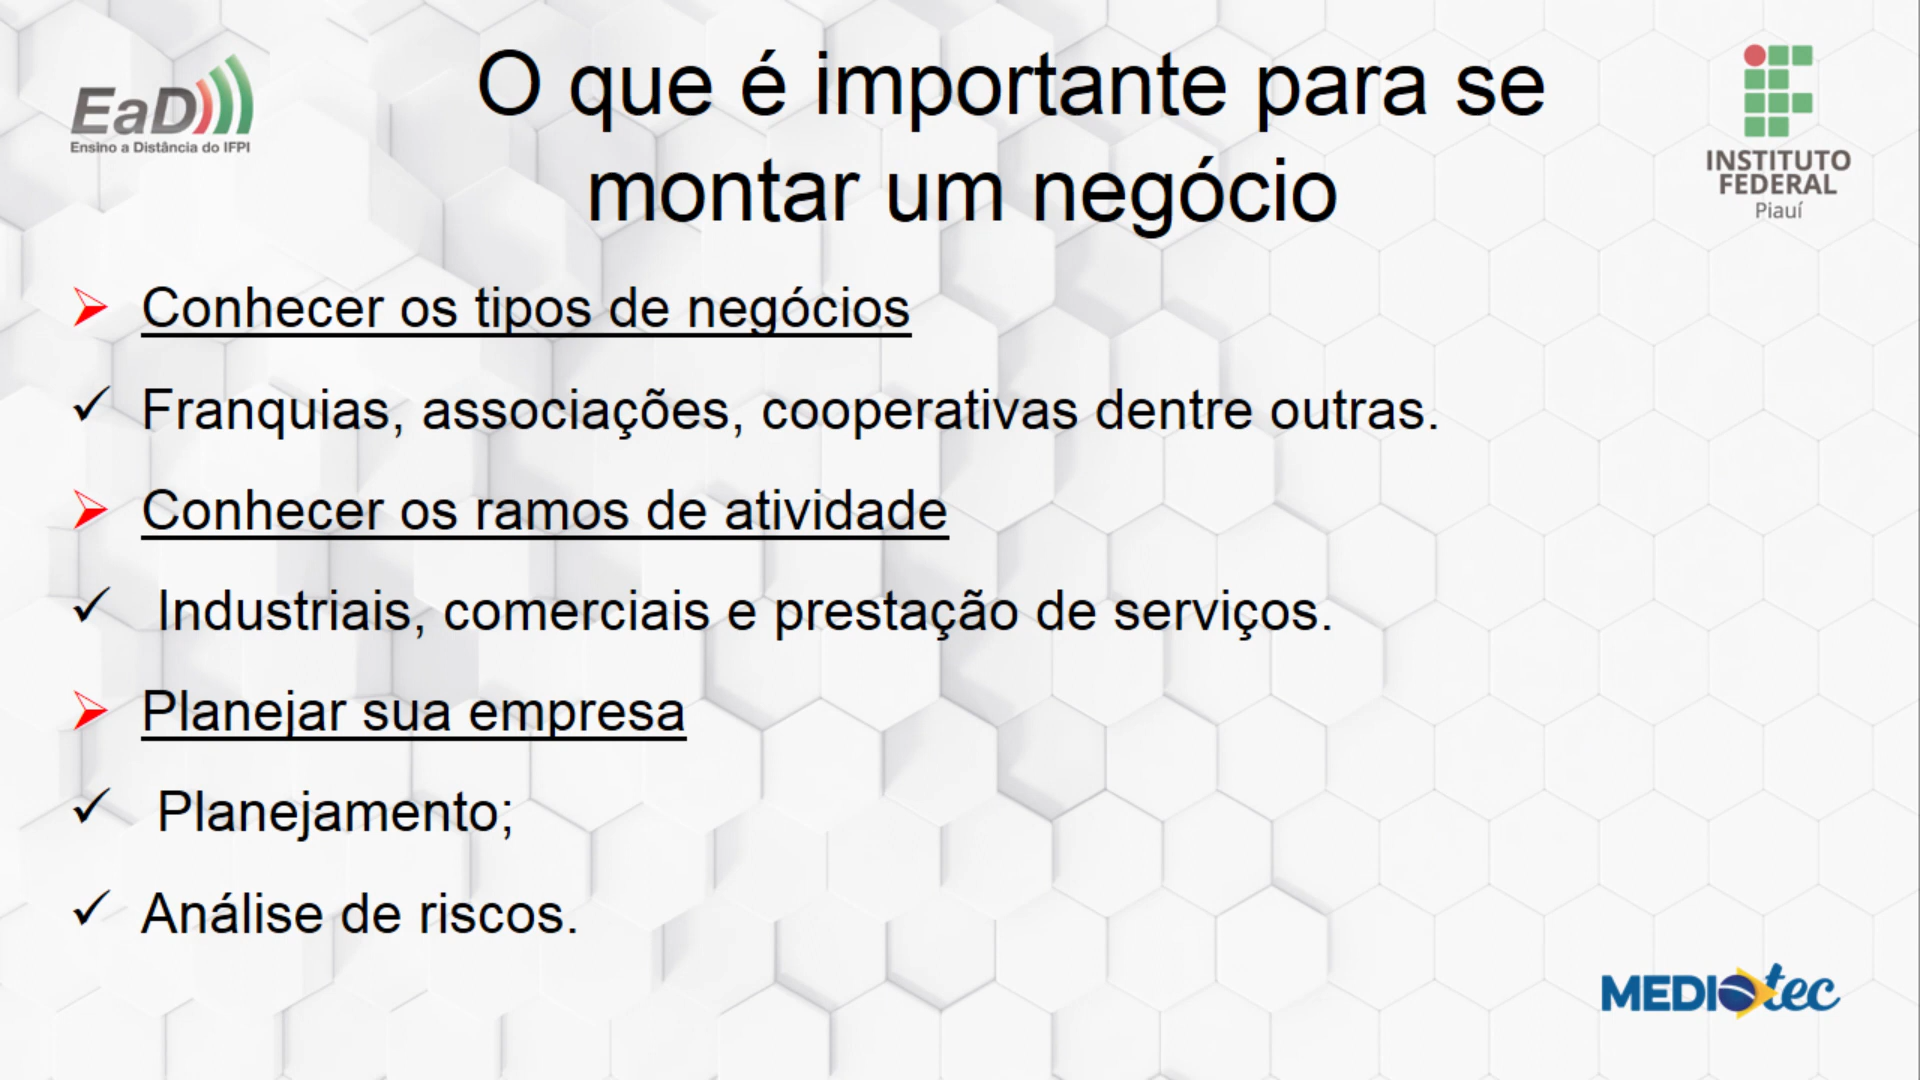 EaD
Ensino a Distância do IFPI
O que é importante para se
montar um negócio
INSTITUTO
FEDERAL
Piauí
Conhecer os tipos de negócios
Franquias, associações, cooperativas dentre outras.
Conhecer os ramos de atividade
Industriais, comerciais e prestação de serviços.
Planejar sua empresa
Planejamento;
Análise de riscos.
MEDIOtec